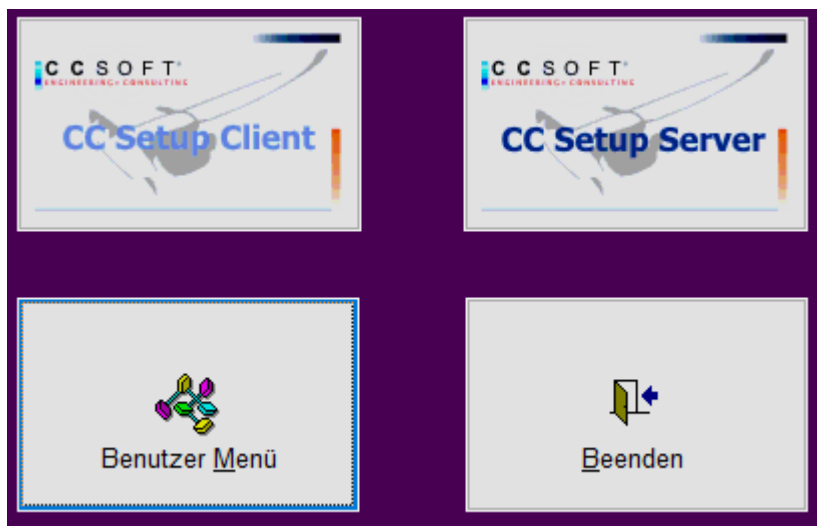 CCSOFT
ENGINEERING + CONSULTING
CC Setup Client
CCSOFT
ENGINEERING + CONSULTING
CC Setup Server
Benutzer Menü
Beenden